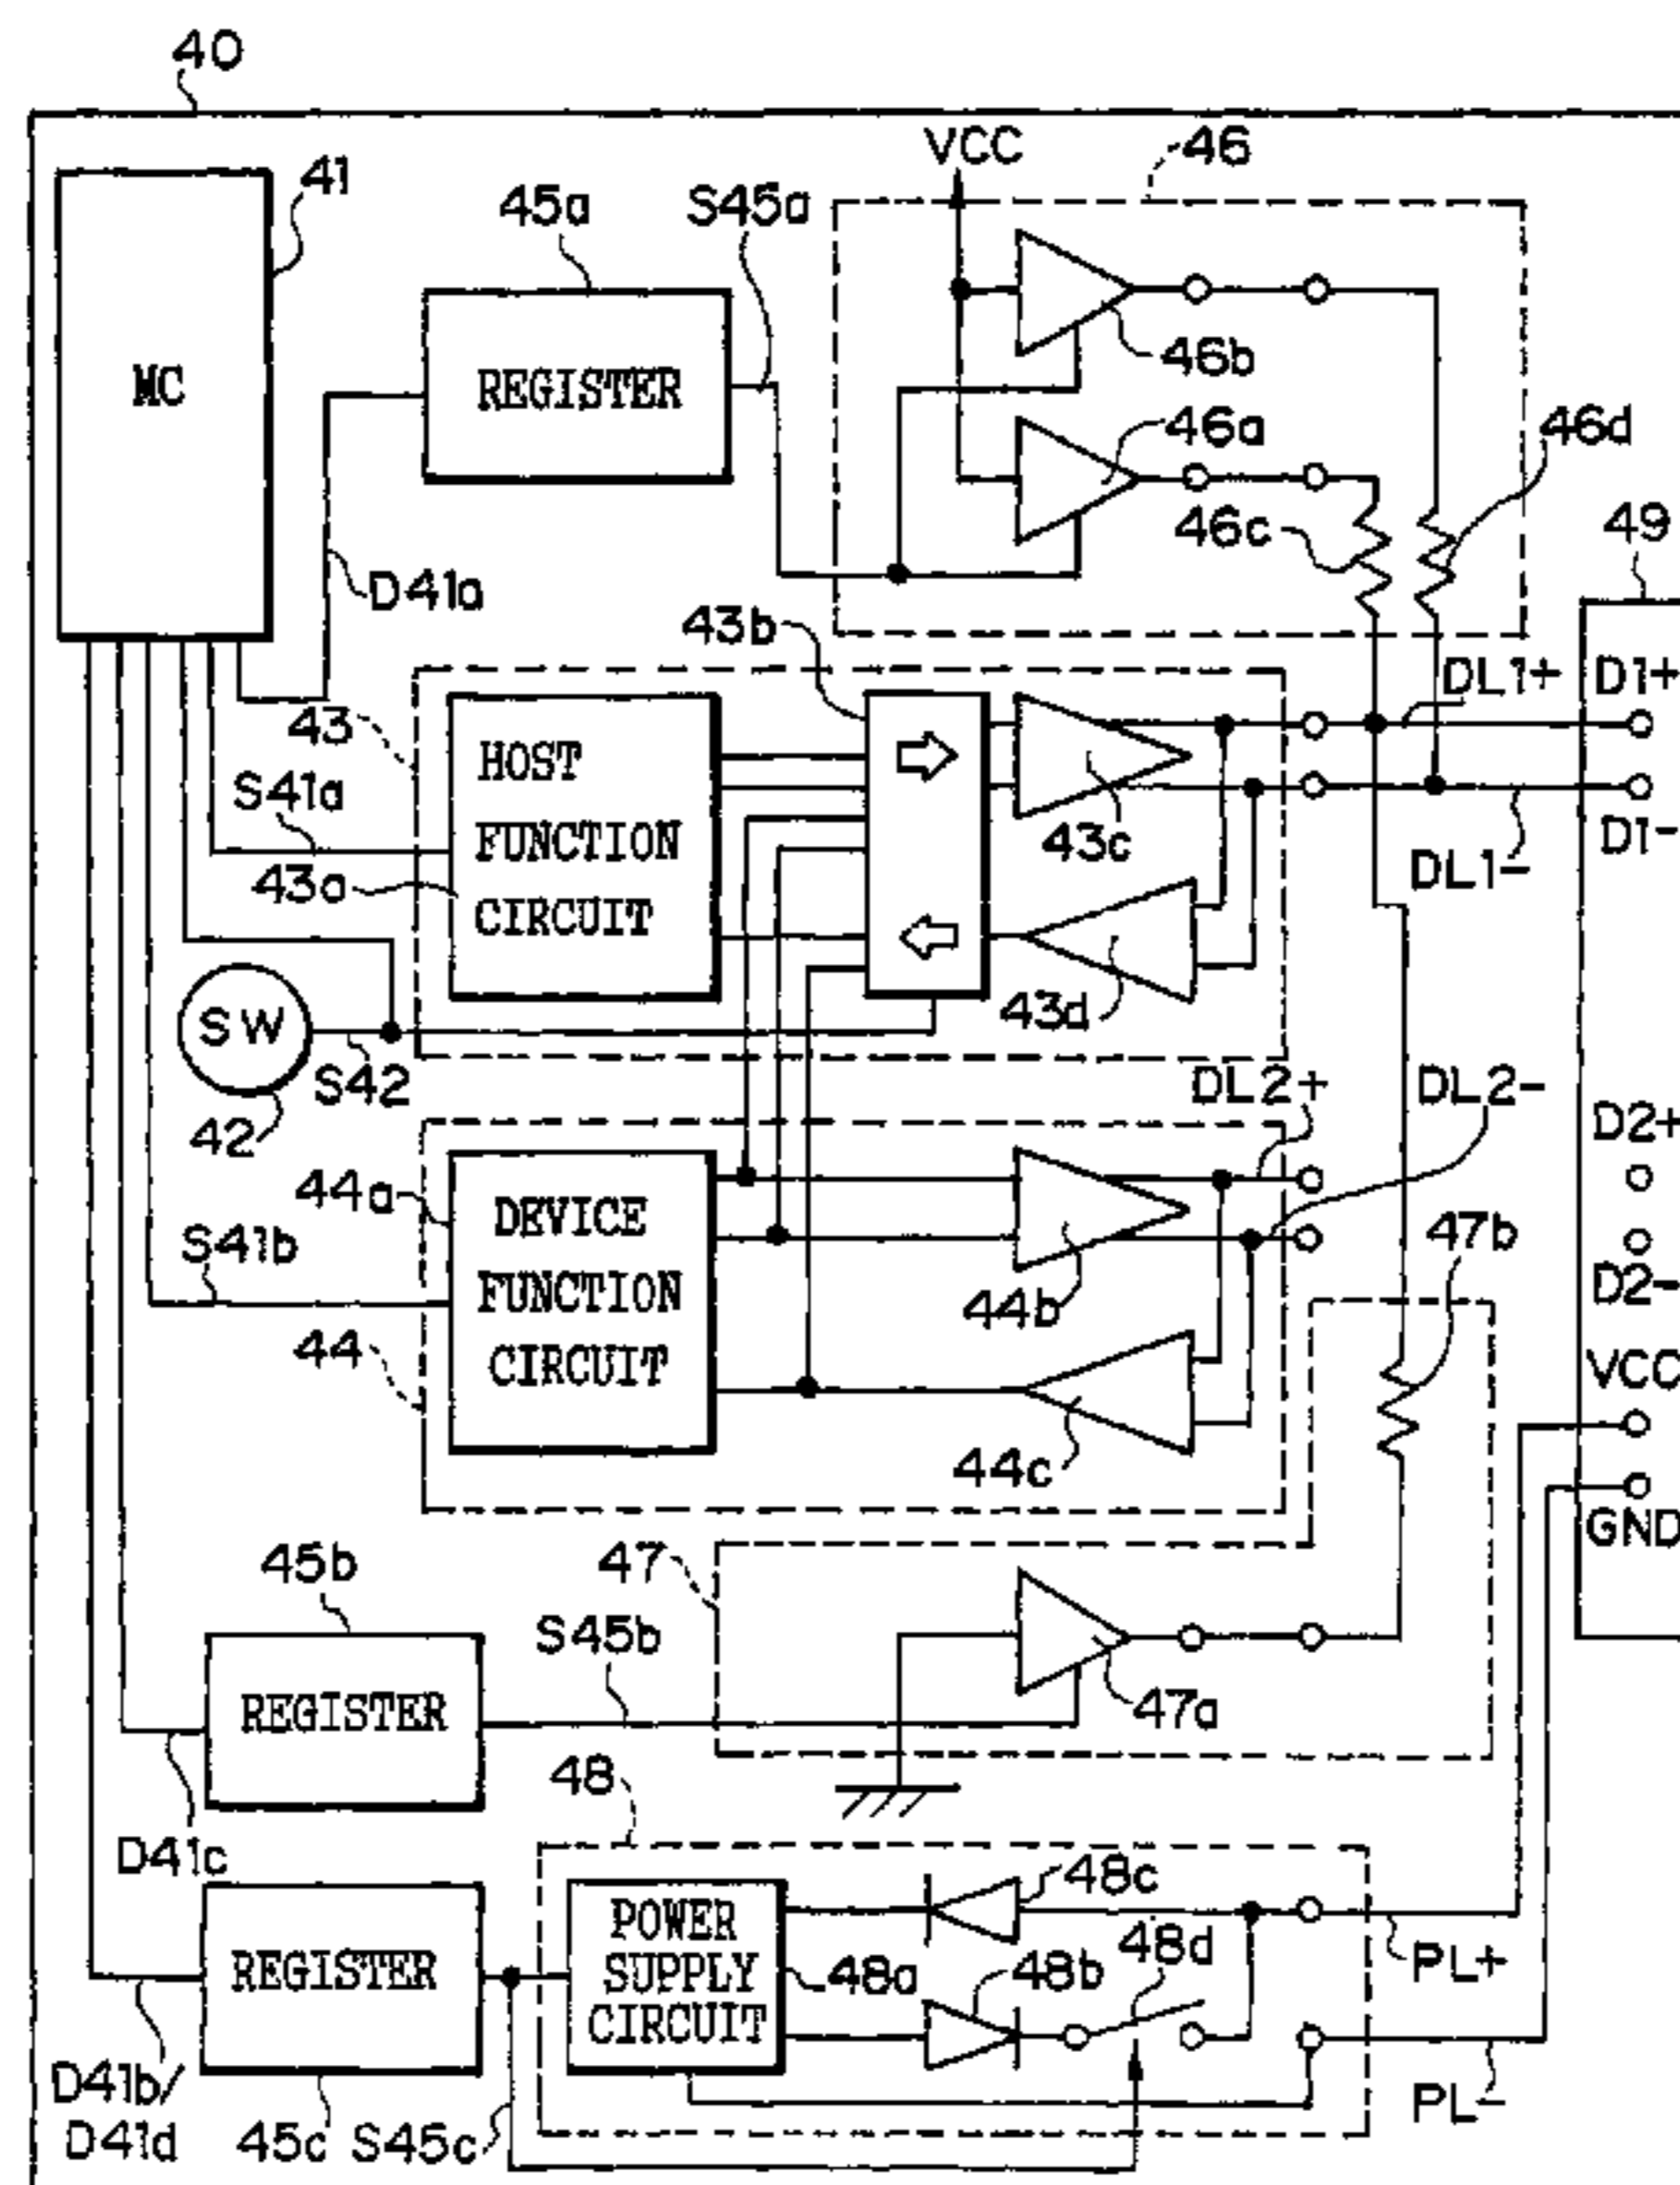 40
VCC
46
41
45a
S45a
MC
REGISTER
46b
46a
46d
46c
49
D41a
43b
DL1+
D1+
43
HOST
FUNCTION
CIRCUIT
S41a
43a
43c
D1-
DL1-
SW
43d
S42
42
DL2+
DL2-
D2+
44a
DEVICE
FUNCTION
CIRCUIT
S41b
47b
44b
D2-
44
VCC
44c
GND
45b
47
S45b
REGISTER
47a
48
D41c
48c
POWER
SUPPLY
CIRCUIT
48d
REGISTER
48a
48b
PL+
D41b/
D41d
45c
S45c
PL-